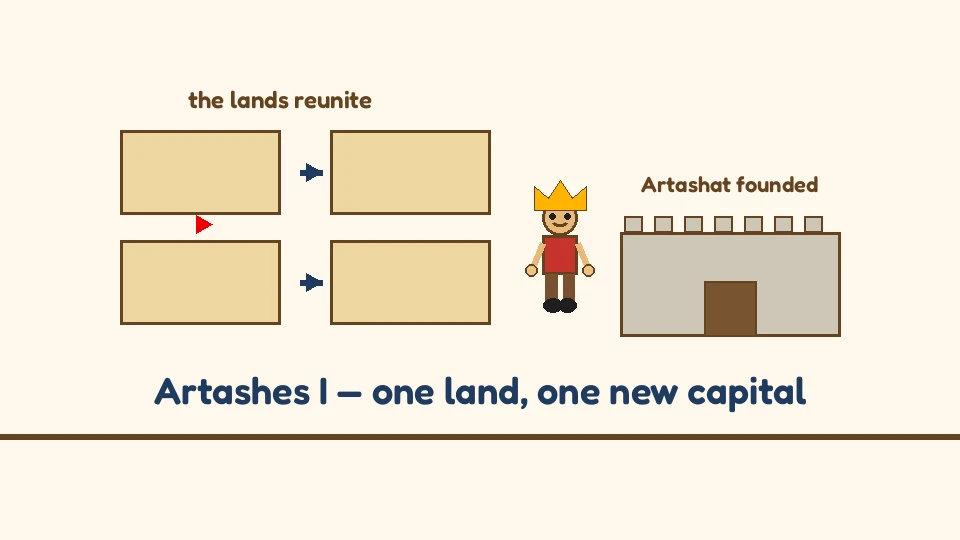 the lands reunite
Artashat founded
Artashes I — one land, one new capital